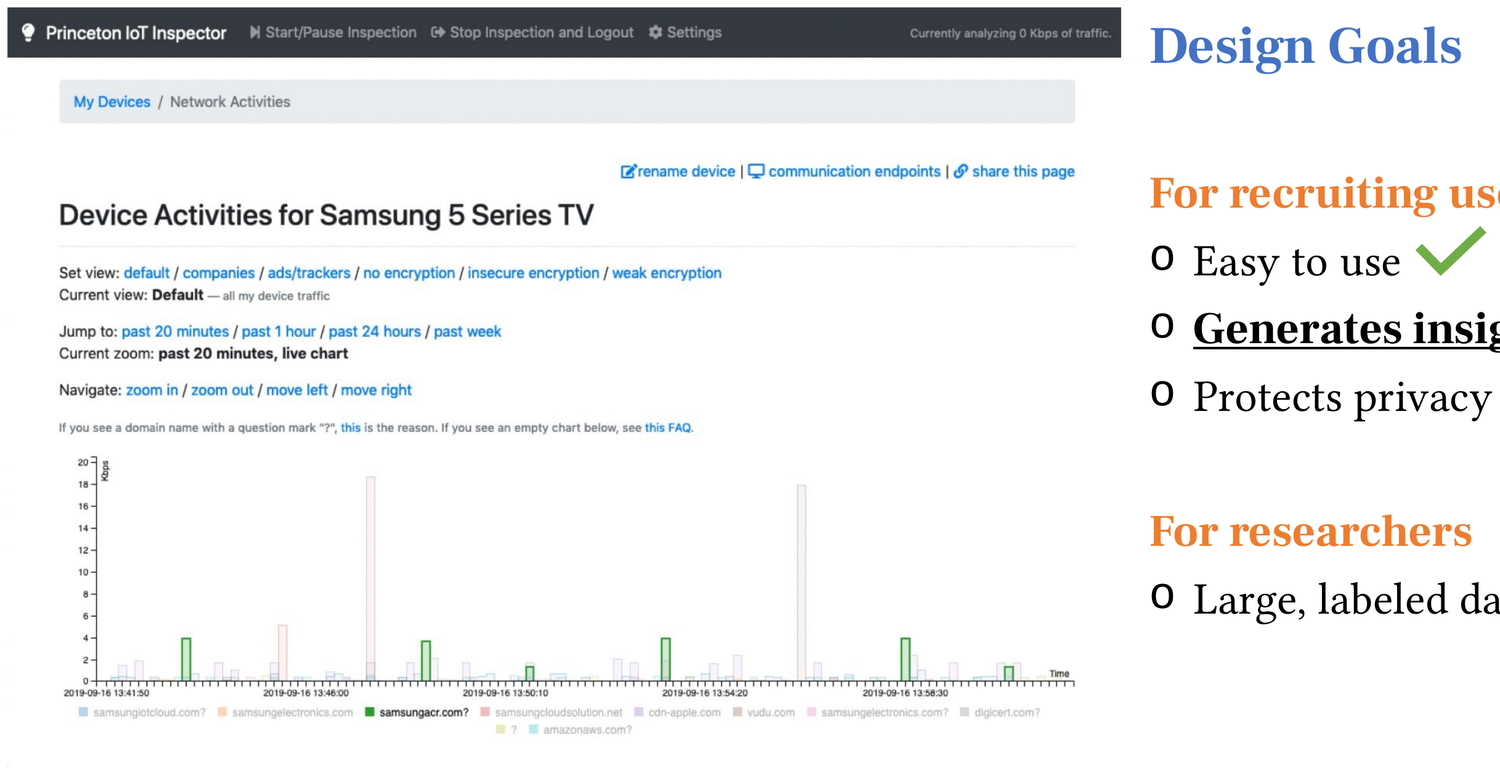 Princeton IoT Inspector Start/Pause Inspection Stop Inspection and Logout Settings Currently analyzing 0 Kbps of traffic.
My Devices / Network Activities
rename device | communication endpoints | share this page
Device Activities for Samsung 5 Series TV
Set view: default / companies / ads/trackers / no encryption / insecure encryption / weak encryption
Current view: Default — all my device traffic
Jump to: past 20 minutes / past 1 hour / past 24 hours / past week
Current zoom: past 20 minutes, live chart
Navigate: zoom in / zoom out / move left / move right
If you see a domain name with a question mark "?", this is the reason. If you see an empty chart below, see this FAQ.
Kbps
20
18
16
14
12
10
8
6
4
2
0
Time
2019-09-16 13:41:50 2019-09-16 13:46:00 2019-09-16 13:50:10 2019-09-16 13:54:20 2019-09-16 13:58:30
samsungiotcloud.com? samsungelectronics.com samsungacr.com? samsungcloudsolution.net cdn-apple.com vudu.com samsungelectronics.com? digicert.com?
? amazonaws.com?
Design Goals
For recruiting
o Easy to use
o Generates
o Protects privacy
For researchers
o Large, labeled